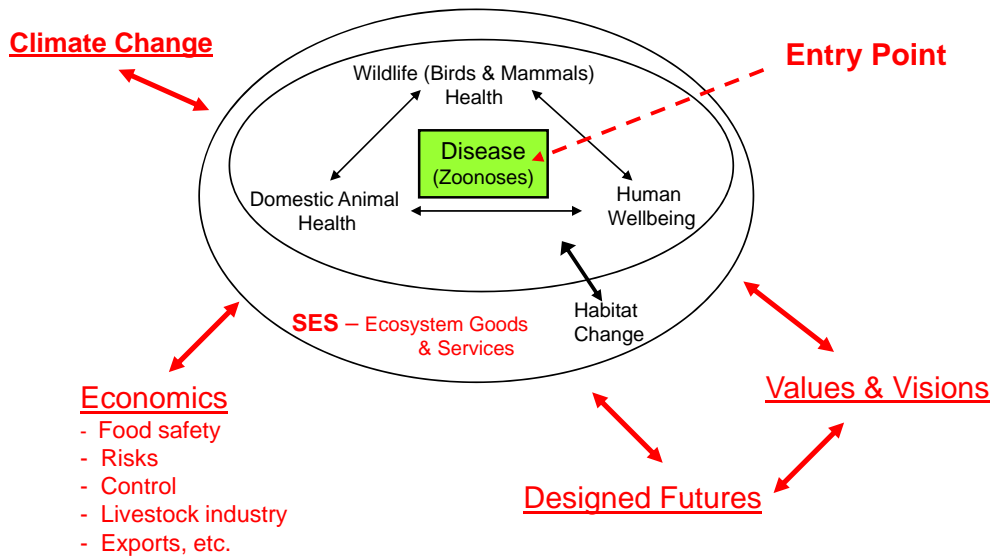 Climate Change
Entry Point
Wildlife (Birds & Mammals)
Health
Disease
(Zoonoses)
Domestic Animal
Health
Human
Wellbeing
Habitat
Change
SES – Ecosystem Goods
& Services
Economics
- Food safety
- Risks
- Control
- Livestock industry
- Exports, etc.
Values & Visions
Designed Futures